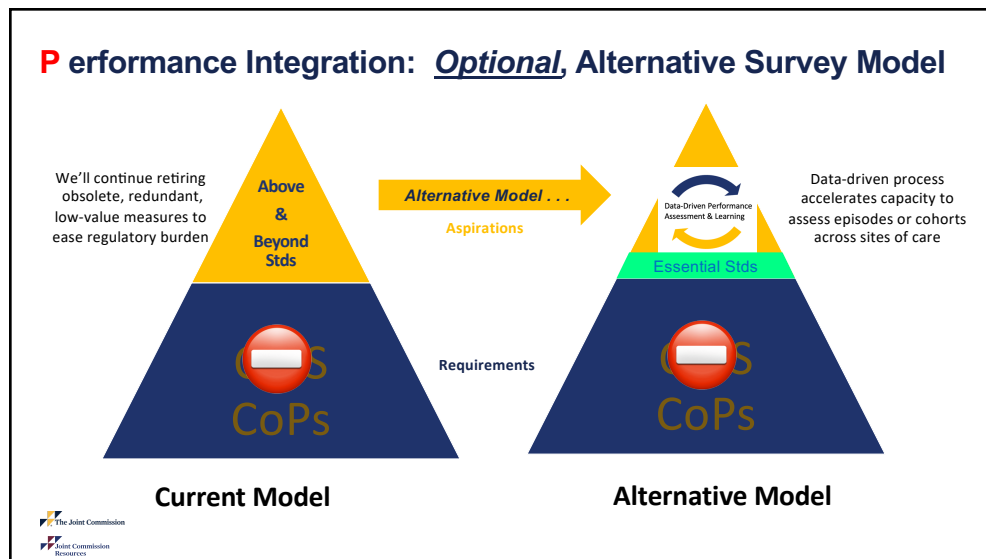 P erformance Integration: Optional, Alternative Survey Model
We'll continue retiring
obsolete, redundant,
low-value measures to
ease regulatory burden
Above
&
Beyond
Stds
Alternative Model . . .
Aspirations
Data-Driven Performance
Assessment & Learning
Essential Stds
Data-driven process
accelerates capacity to
assess episodes or cohorts
across sites of care
Requirements
CoPs
CoPs
Current Model
Alternative Model
The Joint Commission
Joint Commission
Resources